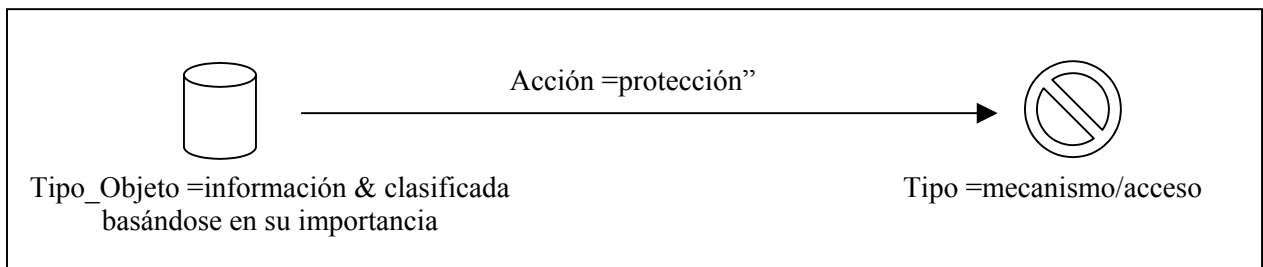 Acción =protección”
Tipo_Objeto =información & clasificada
basándose en su importancia
Tipo =mecanismo/acceso